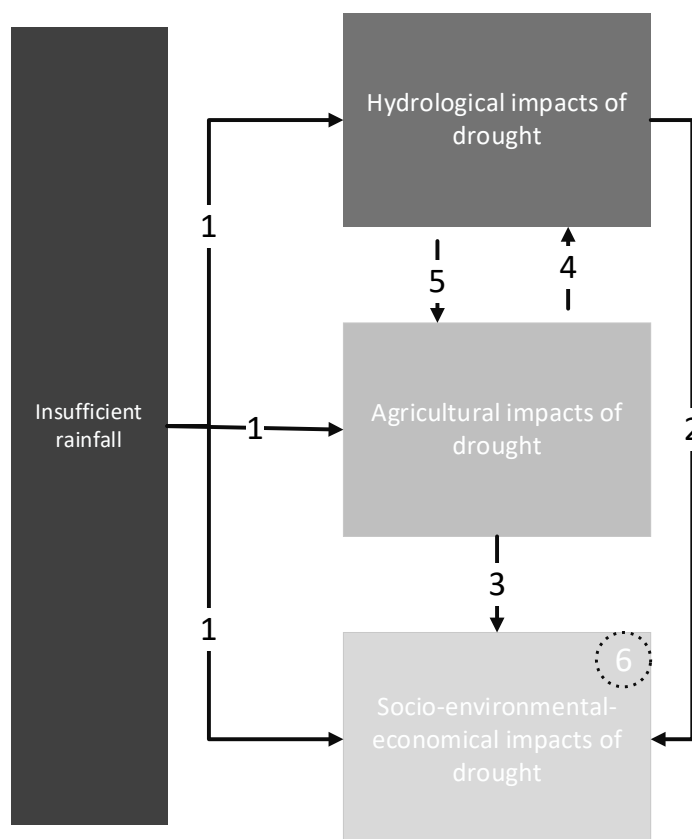 Hydrological impacts of
drought
1
5
4
Insufficient
rainfall
1
Agricultural impacts of
drought
2
3
1
6
Socio-environmental-
economical impacts of
drought